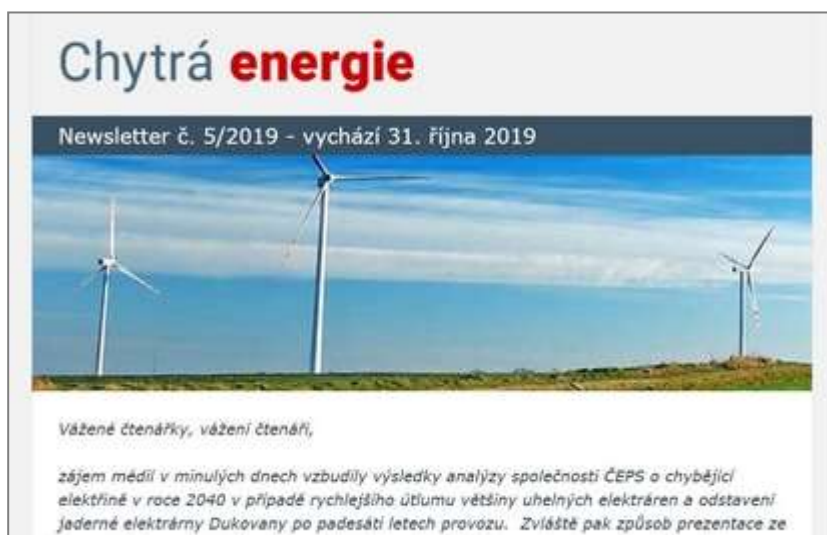 Chytrá energie
Newsletter č. 5/2019 - vychází 31. října 2019
Vážené čtenářky, vážení čtenáři,
zájem médií v minulých dnech vzbudily výsledky analýzy společnosti ČEPS o chybějící
elektřině v roce 2040 v případě rychlejšího útlumu většiny uhelných elektráren a odstavení
jaderné elektrárny Dukovany po padesáti letech provozu. Zvláště pak způsob prezentace ze